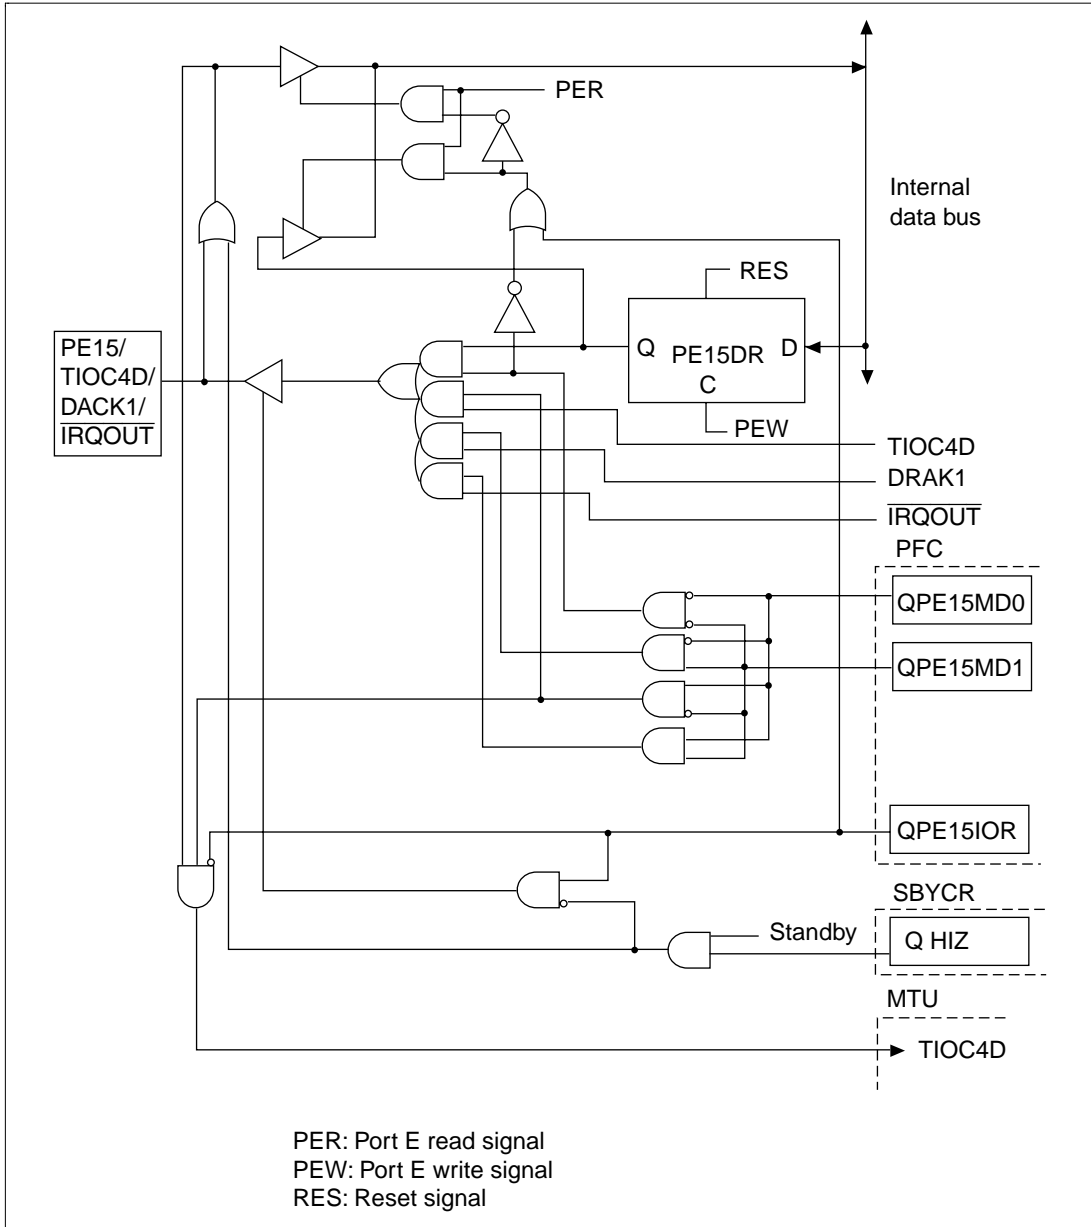 PER
Internal
data bus
RES
PE15/
TIOC4D/
DACK1/
IRQOUT
Q PE15DR D
C
PEW
TIOC4D
DRAK1
IRQOUT
PFC
QPE15MD0
QPE15MD1
QPE15IOR
SBYCR
Standby
Q HIZ
MTU
TIOC4D
PER: Port E read signal
PEW: Port E write signal
RES: Reset signal